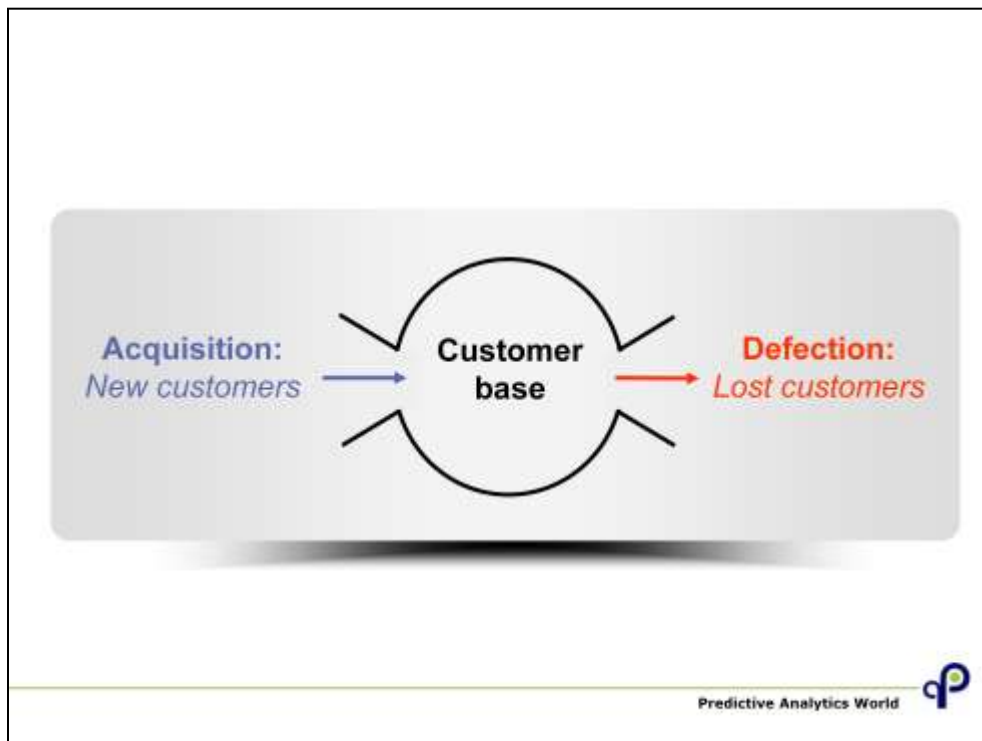 Acquisition:
New customers
Customer
base
Defection:
Lost customers
Predictive Analytics World